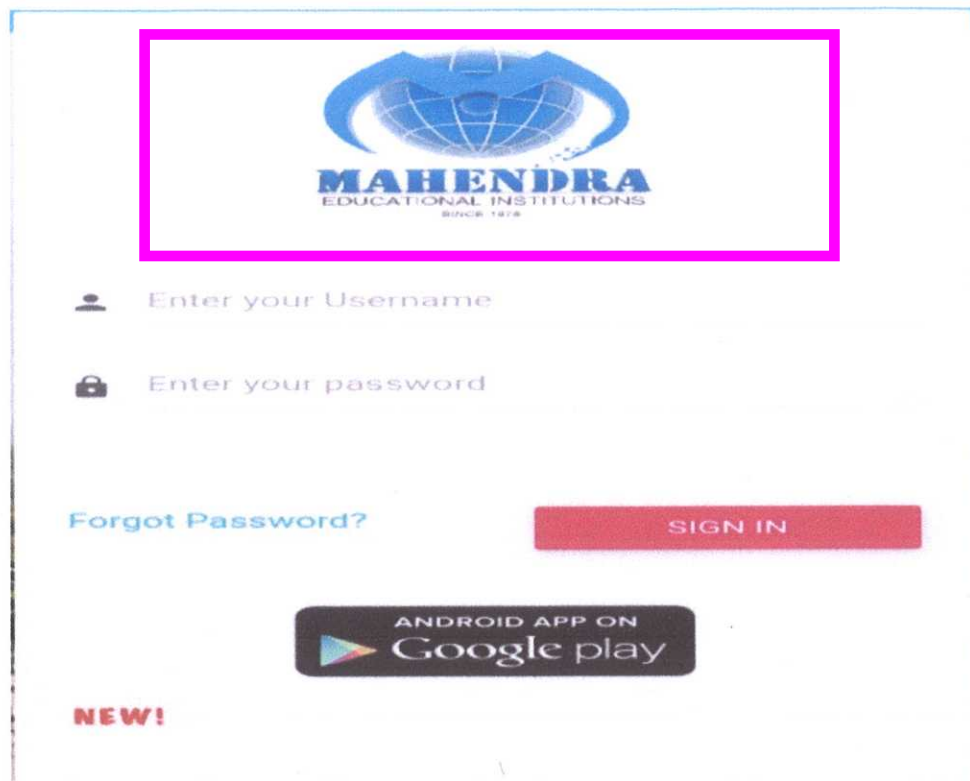 MAHENDRA
EDUCATIONAL INSTITUTIONS
SINCE 1978
Enter your Username
Enter your password
Forgot Password?
SIGN IN
ANDROID APP ON
Google play
NEW!